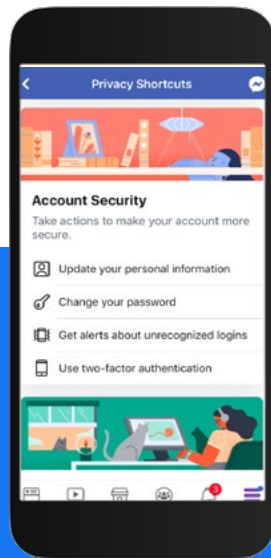 Privacy Shortcuts
Account Security
Take actions to make your account more
secure.
Update your personal information
Change your password
Get alerts about unrecognized logins
Use two-factor authentication
3